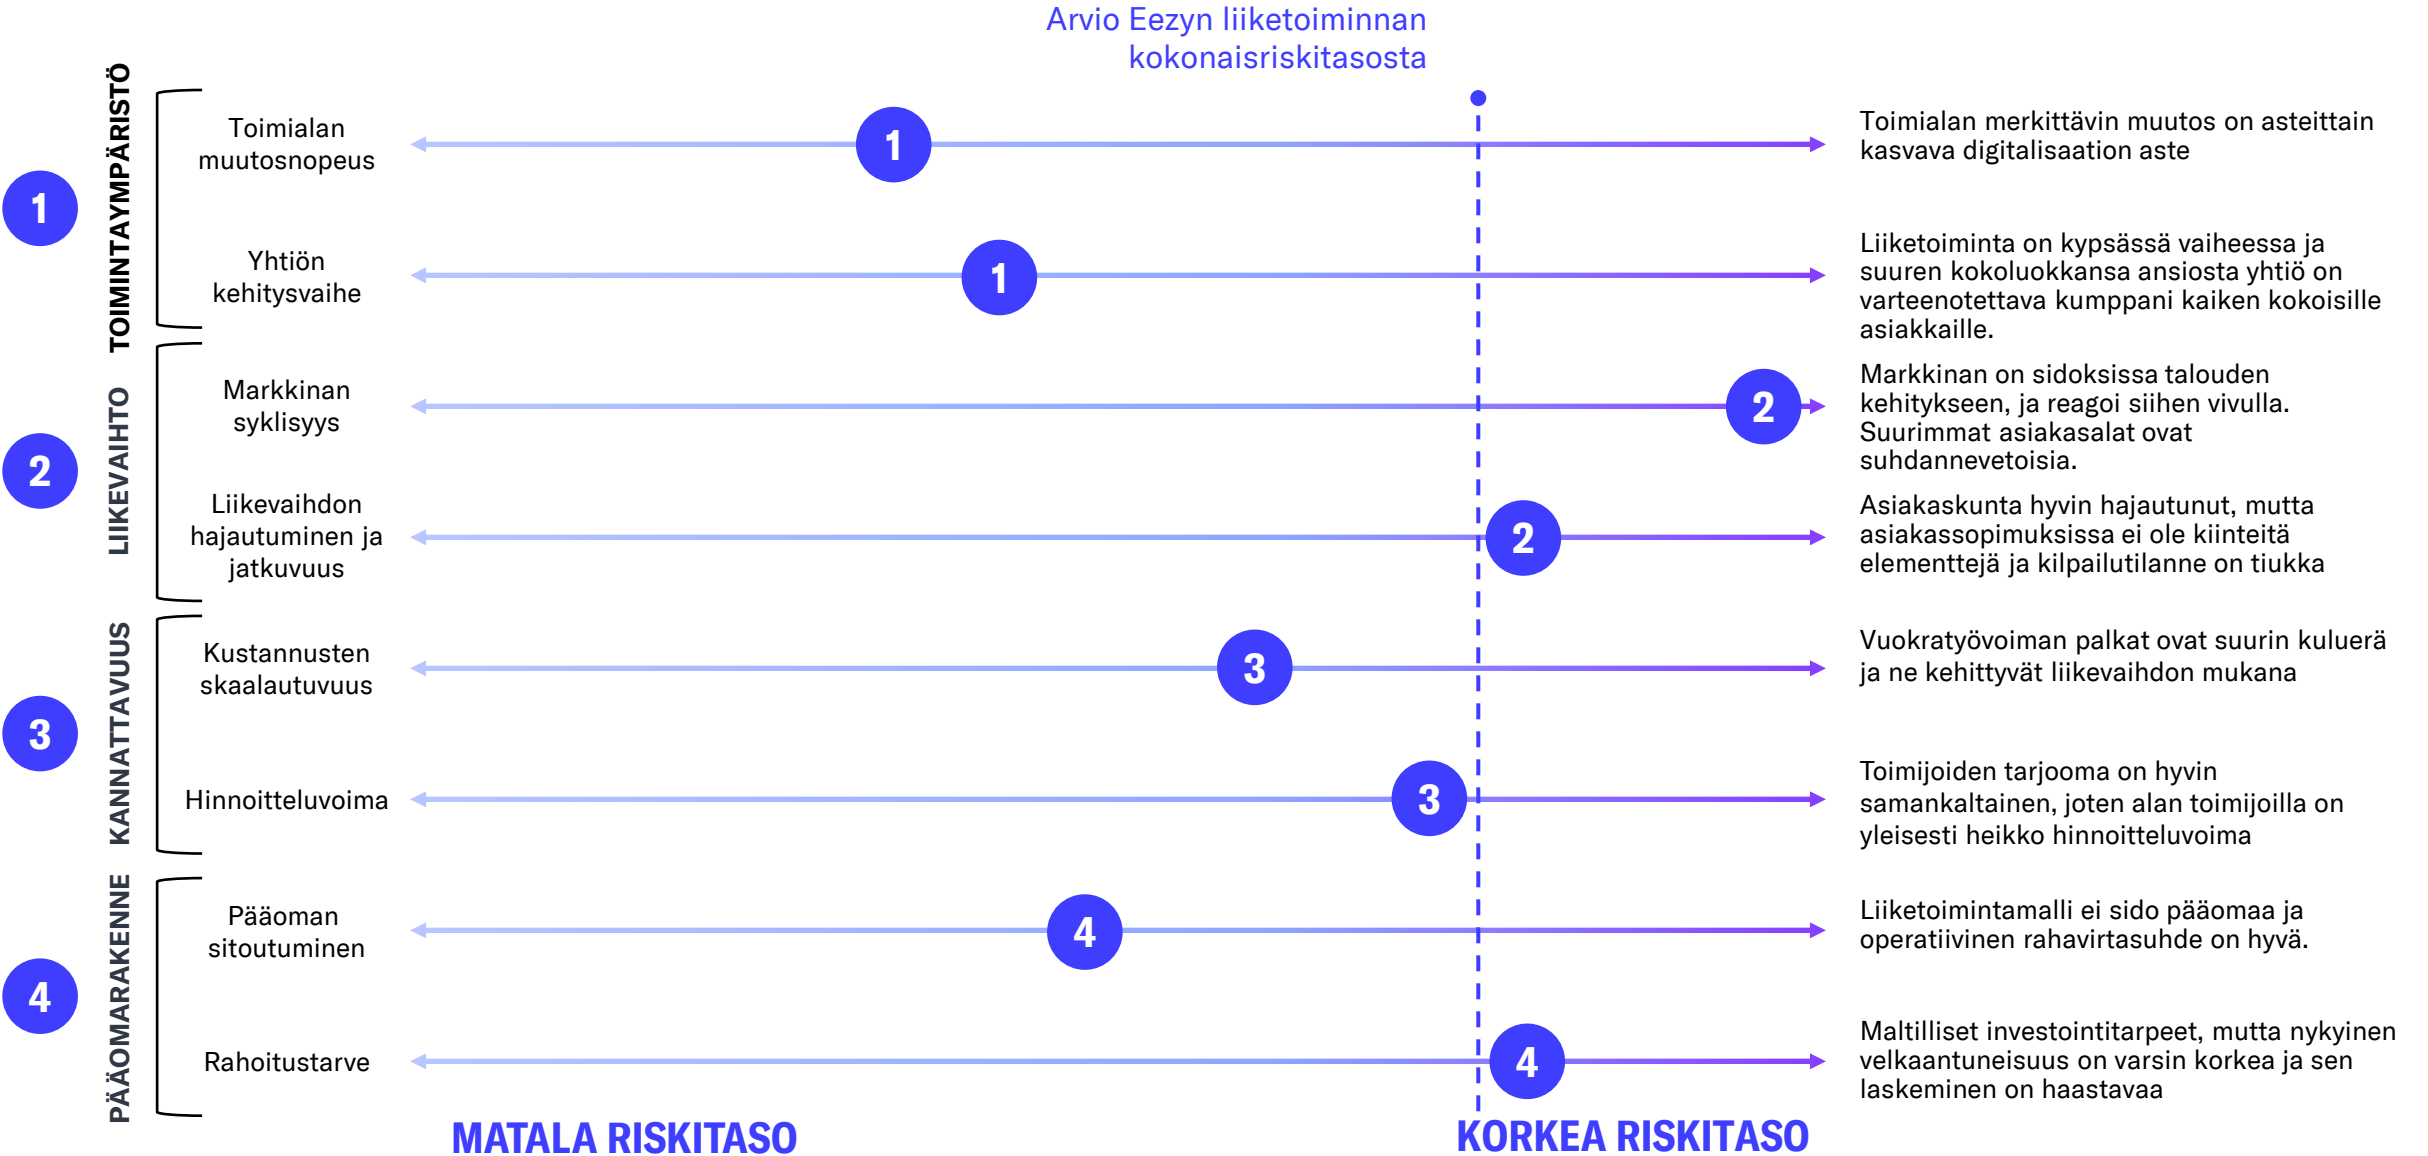 Arvio Eezyn liiketoiminnan
kokonaisriskitasosta
1
TOIMINTAYMPÄRISTÖ
Toimialan
muutosnopeus
1
Toimialan merkittävin muutos on asteittain
kasvava digitalisaation aste
Yhtiön
kehitysvaihe
1
Liiketoiminta on kypsässä vaiheessa ja
suuren kokoluokkansa ansiosta yhtiö on
varteenotettava kumppani kaiken kokoisille
asiakkaille.
2
LIIKEVAIHTO
Markkinan
syklisyys
2
Markkinan on sidoksissa talouden
kehitykseen, ja reagoi siihen vivulla.
Suurimmat asiakasalat ovat
suhdannevetoisia.
Liikevaihdon
hajautuminen ja
jatkuvuus
2
Asiakaskunta hyvin hajautunut, mutta
asiakassopimuksissa ei ole kiinteitä
elementtejä ja kilpailutilanne on tiukka
3
KANNATTAVUUS
Kustannusten
skaalautuvuus
3
Vuokratyövoiman palkat ovat suurin kuluerä
ja ne kehittyvät liikevaihdon mukana
Hinnoitteluvoima
3
Toimijoiden tarjooma on hyvin
samankaltainen, joten alan toimijoilla on
yleisesti heikko hinnoitteluvoima
4
PÄÄOMARAKENNE
Pääoman
sitoutuminen
4
Liiketoimintamalli ei sido pääomaa ja
operatiivinen rahavirtasuhde on hyvä.
Rahoitustarve
4
Maltilliset investointitarpeet, mutta nykyinen
velkaantuneisuus on varsin korkea ja sen
laskeminen on haastavaa
MATALA RISKITASO
KORKEA RISKITASO